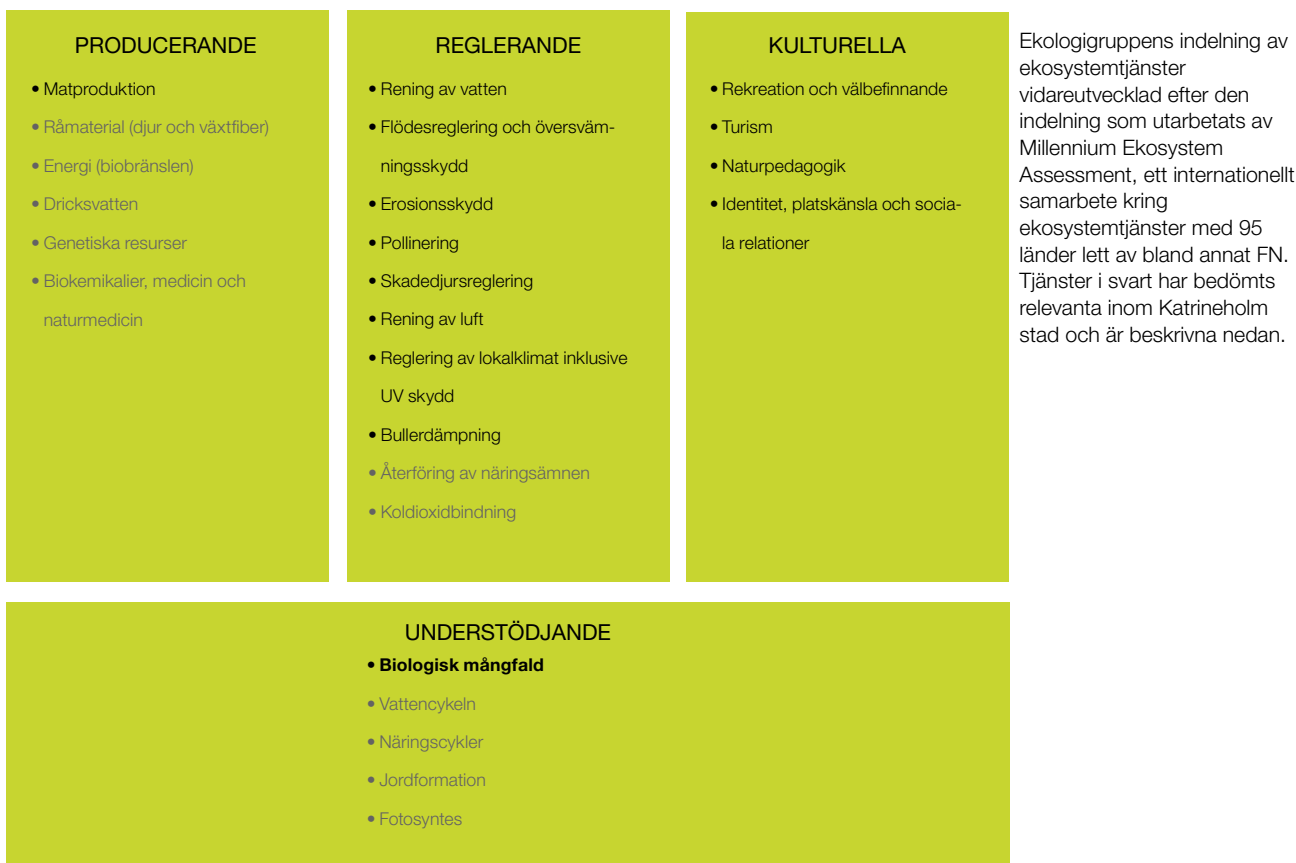 PRODUCERANDE
• Matproduktion
• Råmaterial (djur och växtfiber)
• Energi (biobränslen)
• Dricksvatten
• Genetiska resurser
• Biokemikalier, medicin och
naturmedicin
REGLERANDE
• Rening av vatten
• Flödesreglering och översväm-
ningsskydd
• Erosionsskydd
• Pollinering
• Skadedjursreglering
• Rening av luft
• Reglering av lokalklimat inklusive
UV skydd
• Bullerdämpning
• Återföring av näringsämnen
• Koldioxidbindning
KULTURELLA
• Rekreation och välbefinnande
• Turism
• Naturpedagogik
• Identitet, platskänsla och socia-
la relationer
Ekologigruppens indelning av
ekosystemtjänster
vidareutvecklad efter den
indelning som utarbetats av
Millennium Ekosystem
Assessment, ett internationellt
samarbete kring
ekosystemtjänster med 95
länder lett av bland annat FN.
Tjänster i svart har bedömts
relevanta inom Katrineholm
stad och är beskrivna nedan.
UNDERSTÖDJANDE
• Biologisk mångfald
• Vattencykeln
• Näringscykler
• Jordformation
• Fotosyntes